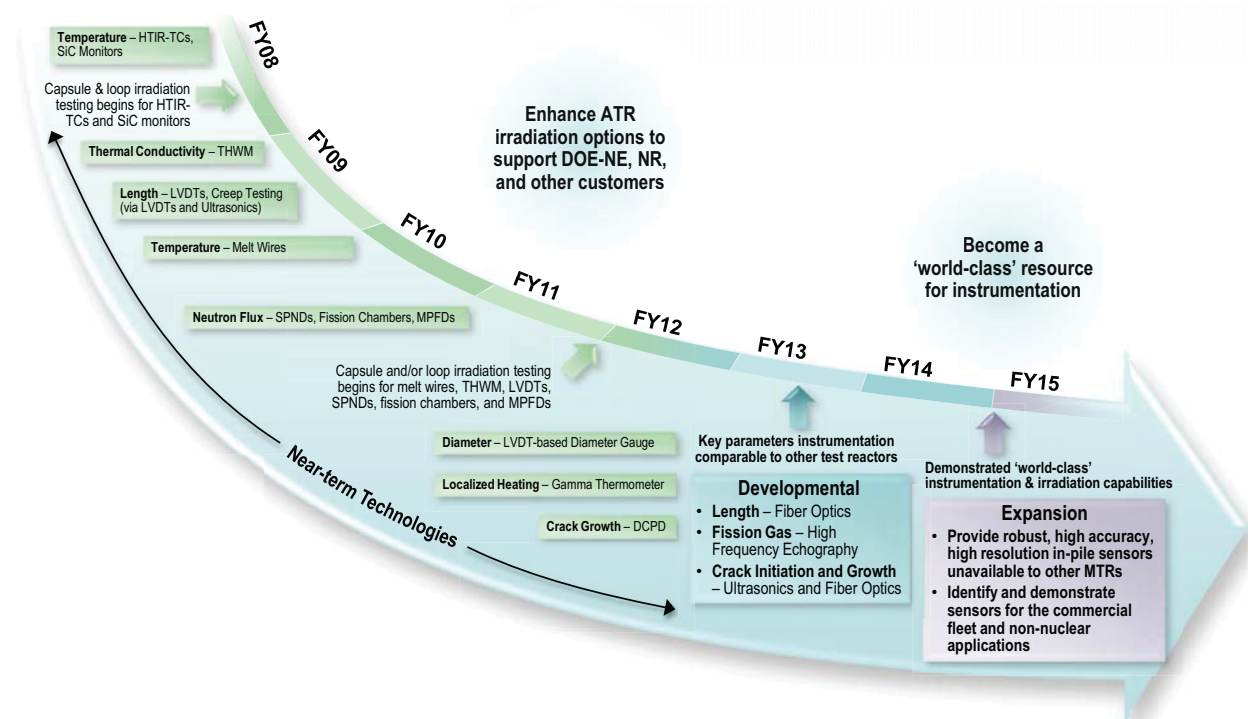 Temperature – HTIR-TCs,
SiC Monitors
Capsule & loop irradiation
testing begins for HTIR-
TCs and SiC monitors
Thermal Conductivity – THWM
Length – LVDTs, Creep Testing
(via LVDTs and Ultrasonics)
Temperature – Melt Wires
Neutron Flux – SPNDs, Fission Chambers, MPFDs
Capsule and/or loop irradiation testing
begins for melt wires, THWM, LVDTs,
SPNDs, fission chambers, and MPFDs
Diameter – LVDT-based Diameter Gauge
Localized Heating – Gamma Thermometer
Crack Growth – DCPD
Near-term Technologies
FY08
FY09
FY10
FY11
FY12
FY13
FY14
FY15
Enhance ATR
irradiation options to
support DOE-NE, NR,
and other customers
Become a
‘world-class’ resource
for instrumentation
Key parameters instrumentation
comparable to other test reactors
Developmental
• Length – Fiber Optics
• Fission Gas – High
Frequency Echography
• Crack Initiation and Growth
– Ultrasonics and Fiber Optics
Demonstrated ‘world-class’
instrumentation & irradiation capabilities
Expansion
• Provide robust, high accuracy,
high resolution in-pile sensors
unavailable to other MTRs
• Identify and demonstrate
sensors for the commercial
fleet and non-nuclear
applications